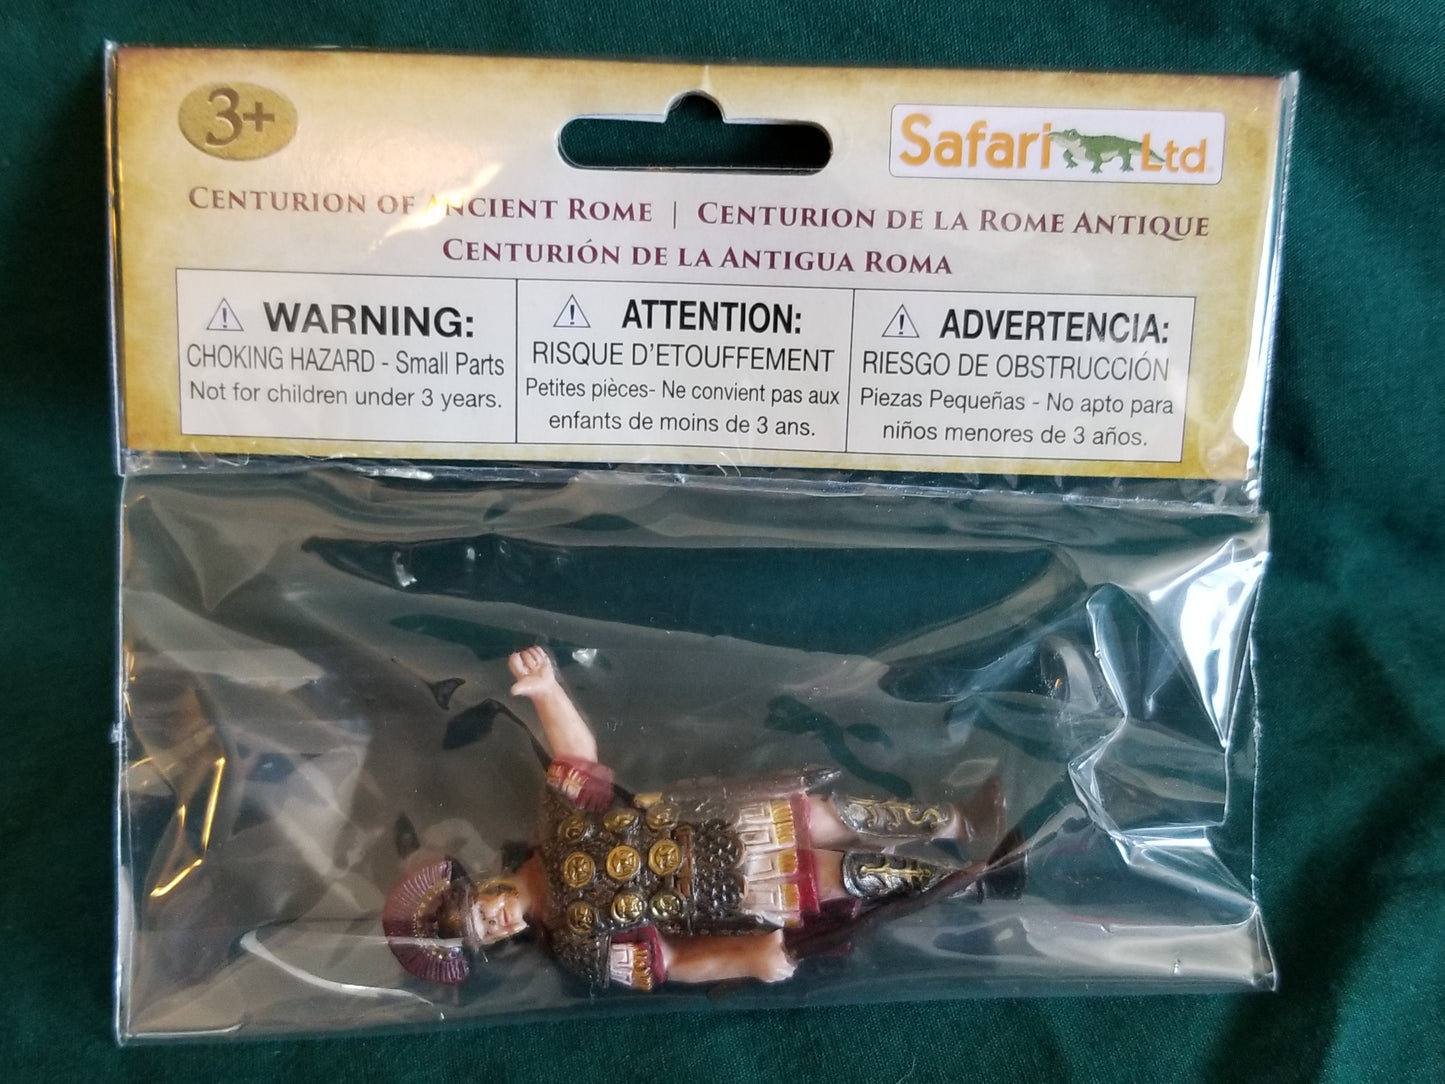 3+
Safari Ltd.
CENTURION OF ANCIENT ROME | CENTURION DE LA ROME ANTIQUE
CENTURIÓN DE LA ANTIGUA ROMA
WARNING:
CHOKING HAZARD - Small Parts
Not for children under 3 years.
ATTENTION:
RISQUE D'ETOUFFEMENT
Petites pièces- Ne convient pas aux
enfants de moins de 3 ans.
ADVERTENCIA:
RIESGO DE OBSTRUCCIÓN
Piezas Pequeñas - No apto para
niños menores de 3 años.